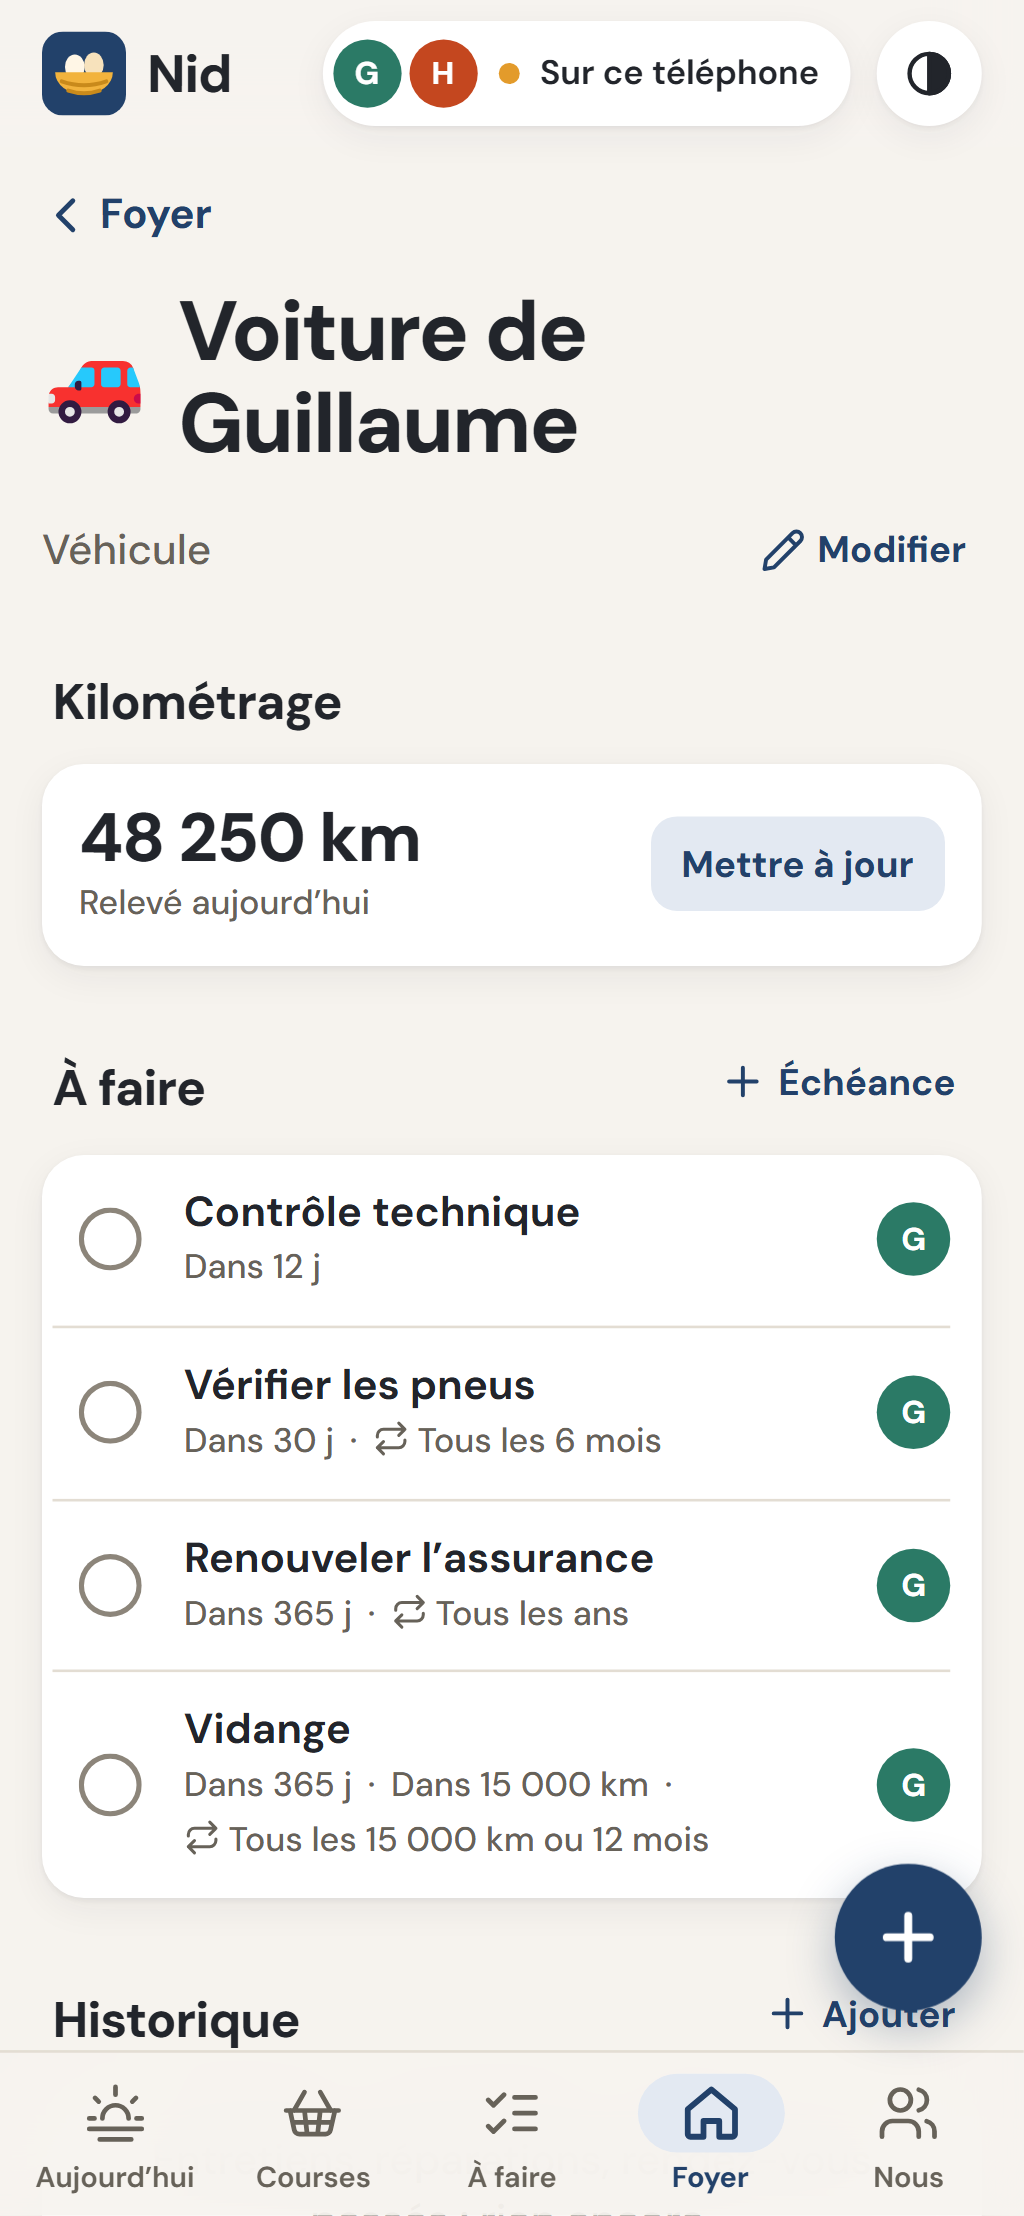 Nid
G H Sur ce téléphone
Foyer
Voiture de
Guillaume
Véhicule
Modifier
Kilométrage
48 250 km
Relevé aujourd’hui
Mettre à jour
À faire
+ Échéance
Contrôle technique
Dans 12 j
G
Vérifier les pneus
Dans 30 j · Tous les 6 mois
G
Renouveler l’assurance
Dans 365 j · Tous les ans
G
Vidange
Dans 365 j · Dans 15 000 km ·
Tous les 15 000 km ou 12 mois
G
Historique
+ Ajouter
Aujourd’hui
Courses
À faire
Foyer
Nous